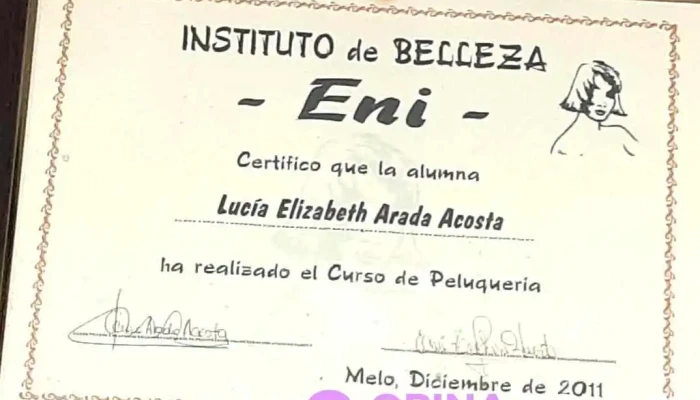 INSTITUTO de BELLEZA
- Eni -
Certifico que la alumna
Lucía Elizabeth Arada Acosta
ha realizado el Curso de Peluqueria
Melo, Diciembre de 2011